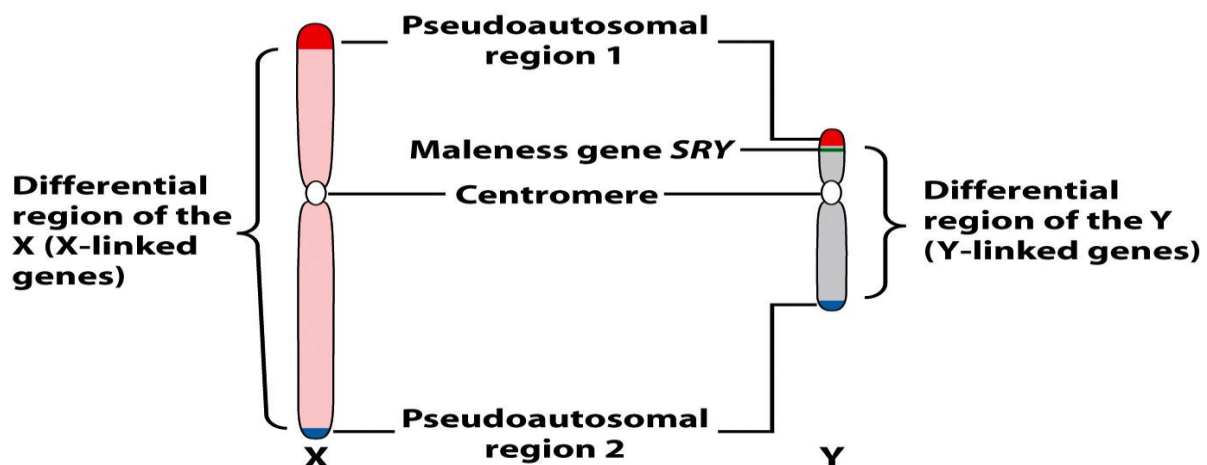 Pseudoautosomal
region 1
Maleness gene SRY
Centromere
Differential
region of the
X (X-linked
genes)
Differential
region of the Y
(Y-linked genes)
Pseudoautosomal
region 2
X
Y